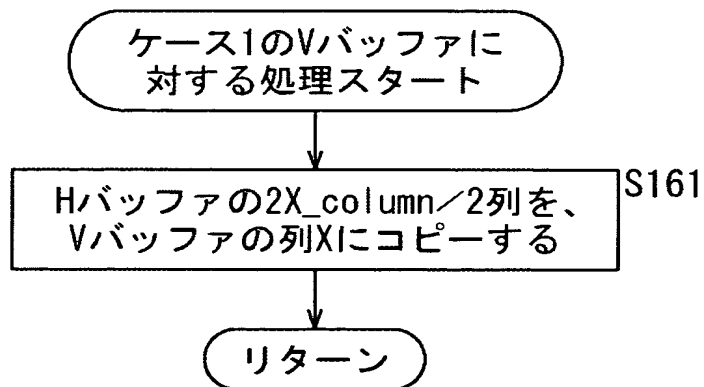 ケース1のVバッファに
対する処理スタート
S161
Hバッファの2X_column／2列を、
Vバッファの列Xにコピーする
リターン